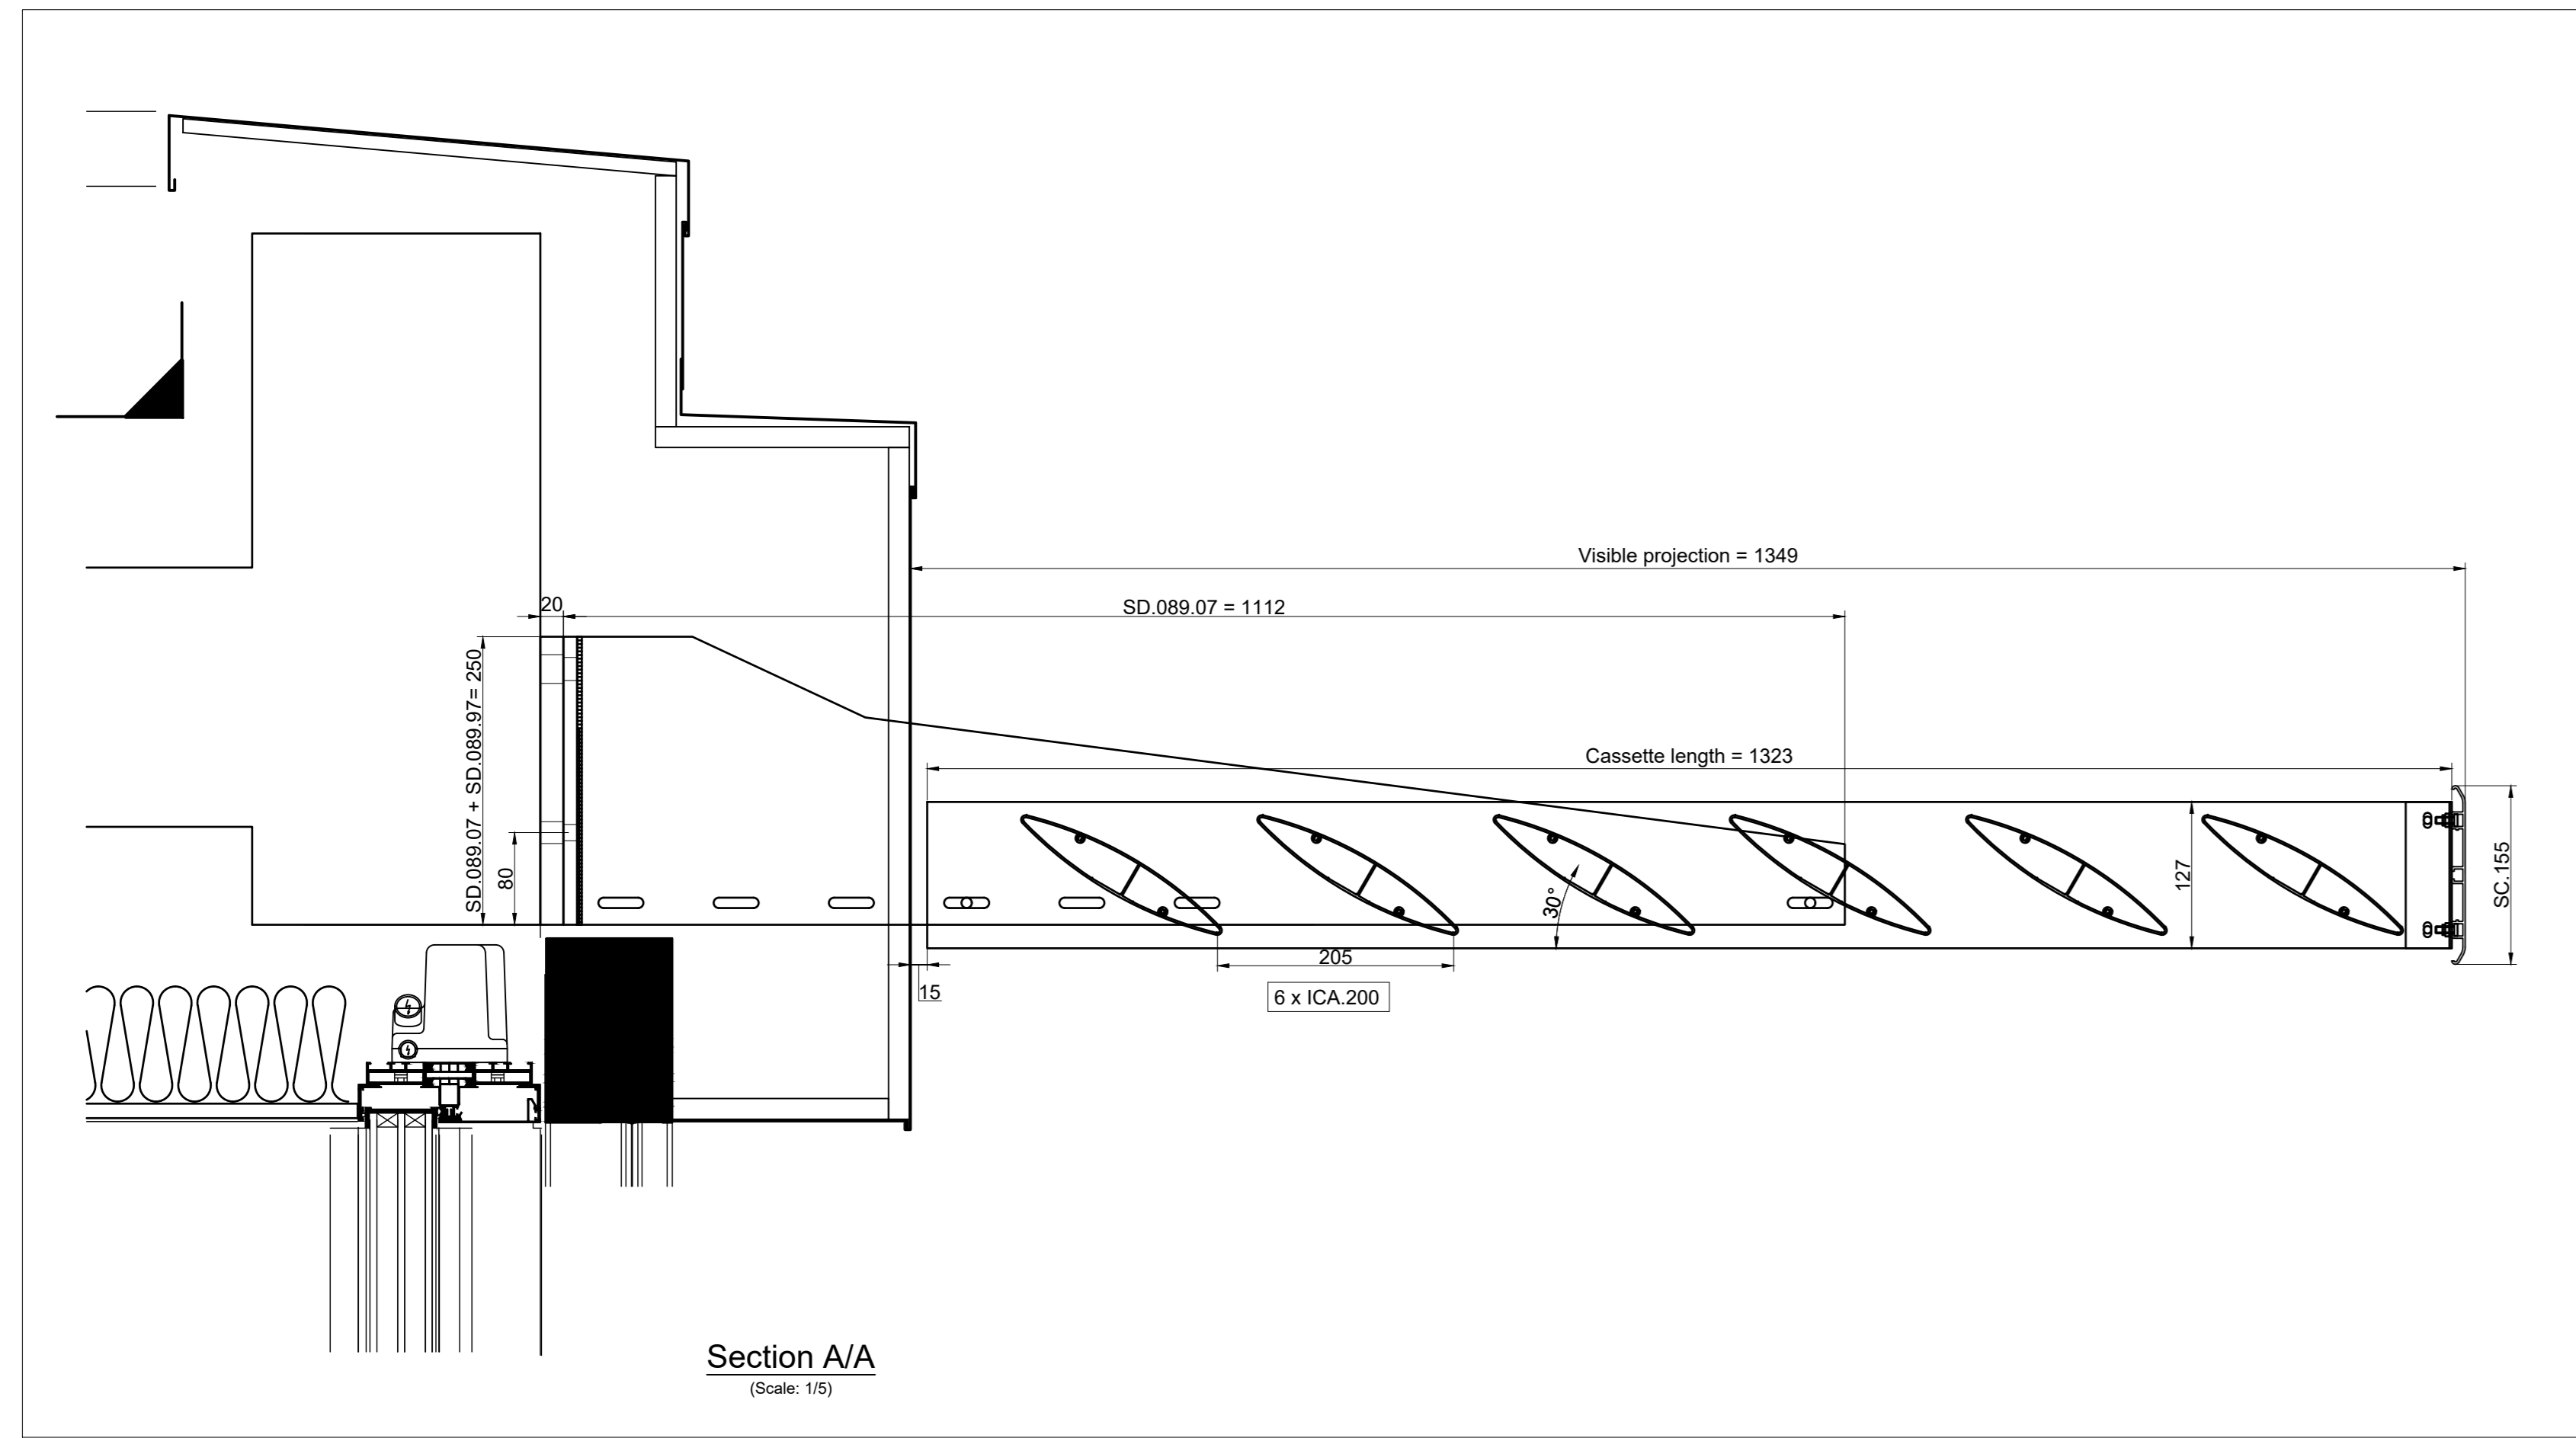 Visible projection = 1349
20
SD.089.07 = 1112
SD.089.07 + SD.089.97= 250
Cassette length = 1323
80
30°
127
SC.155
205
15
6 x ICA.200
Section A/A
(Scale: 1/5)